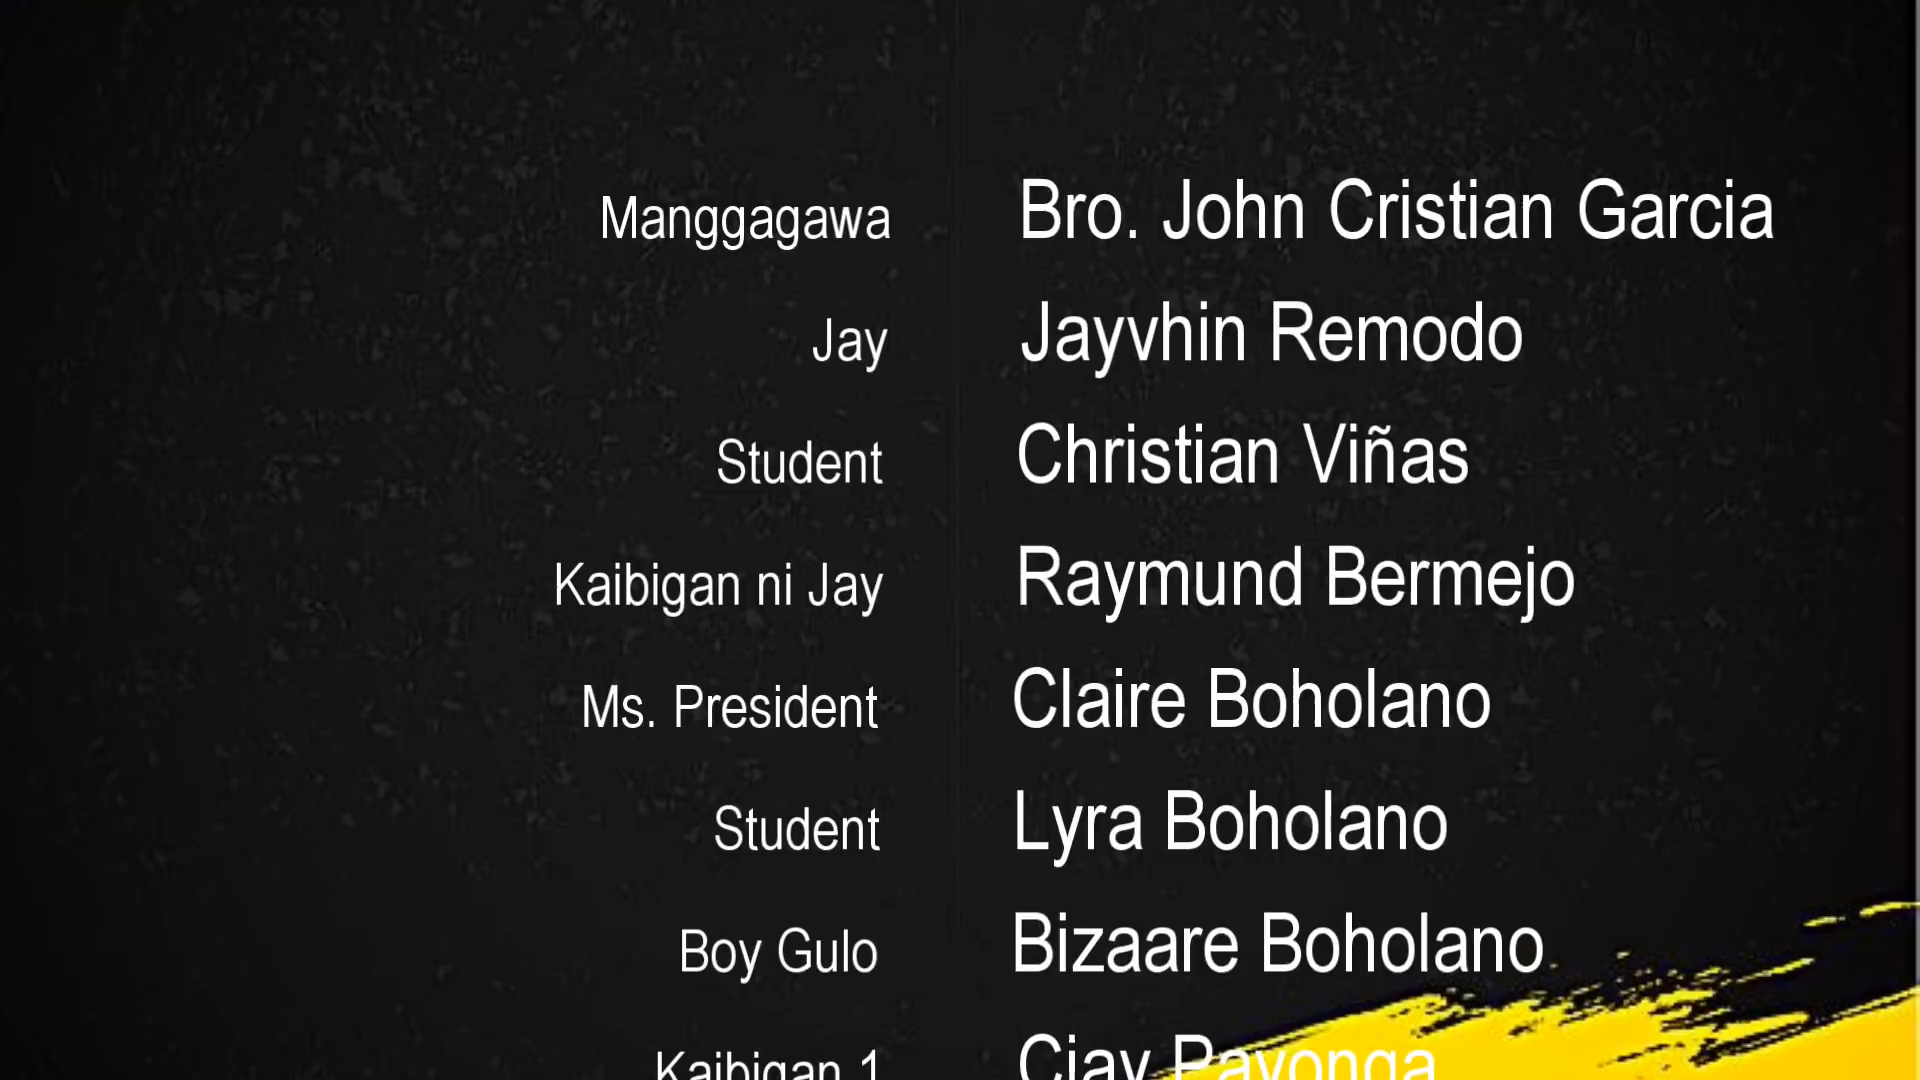 Manggagawa Bro. John Cristian Garcia
Jay Jayvhin Remodo
Student Christian Viñas
Kaibigan ni Jay Raymund Bermejo
Ms. President Claire Boholano
Student Lyra Boholano
Boy Gulo Bizaare Boholano
Kaibigan 1